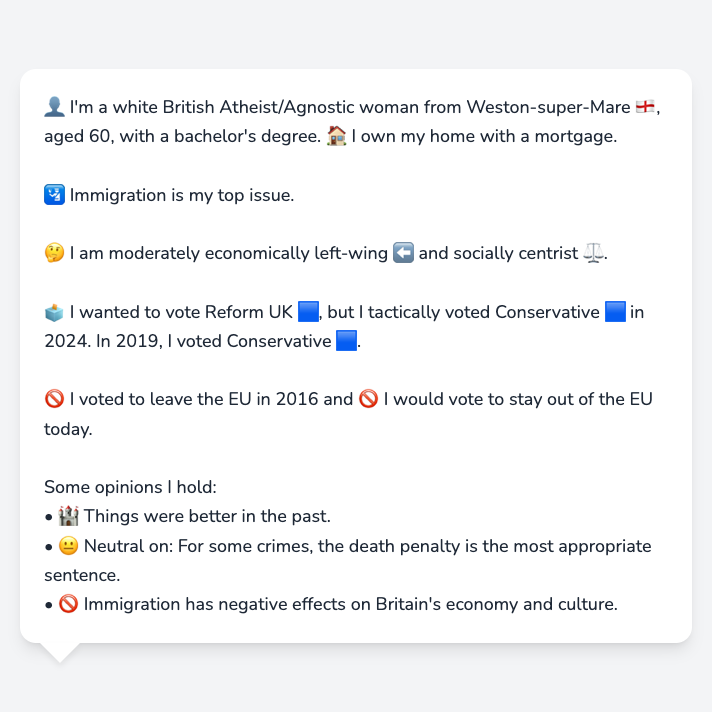 👤 I'm a white British Atheist/Agnostic woman from Weston-super-Mare 🏴󠁧󠁢󠁥󠁮󠁧󠁿,
aged 60, with a bachelor's degree. 🏠 I own my home with a mortgage.
🛂 Immigration is my top issue.
🤔 I am moderately economically left-wing ⬅️ and socially centrist ⚖️.
🗳️ I wanted to vote Reform UK 🟦, but I tactically voted Conservative 🟦 in
2024. In 2019, I voted Conservative 🟦.
🚫 I voted to leave the EU in 2016 and 🚫 I would vote to stay out of the EU
today.
Some opinions I hold:
• 🏰 Things were better in the past.
• 😐 Neutral on: For some crimes, the death penalty is the most appropriate
sentence.
• 🚫 Immigration has negative effects on Britain's economy and culture.